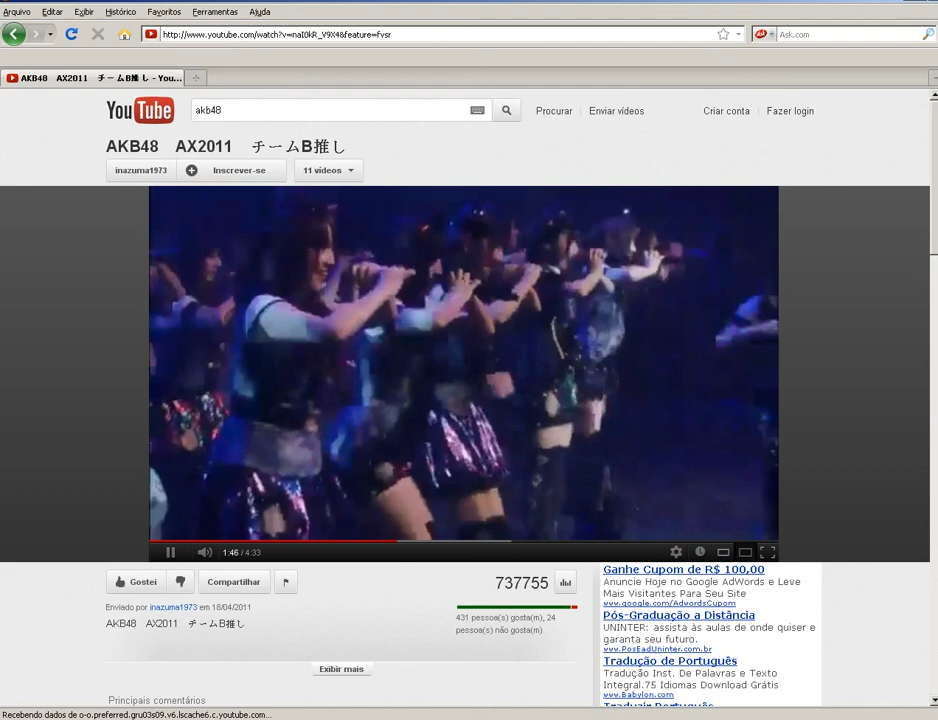 Arquivo Editar Exibir Histórico Favoritos Ferramentas Ajuda
http://www.youtube.com/watch?v=naI0kR_V9X48&feature=fvsr
Ask Ask.com
AKB48 AX2011 チームB推し - You...
YouTube akb48 Procurar Enviar vídeos Criar conta Fazer login
AKB48 AX2011 チームB推し
inazuma1973 Inscrever-se 11 vídeos
1:46 / 4:33
Gostei Compartilhar 737755
Enviado por inazuma1973 em 18/04/2011
AKB48 AX2011 チームB推し
431 pessoa(s) gosta(m), 24
pessoa(s) não gosta(m)
Exibir mais
Principais comentários
Ganhe Cupom de R$ 100,00
Anuncie Hoje no Google AdWords e Leve
Mais Visitantes Para Seu Site
www.google.com/AdwordsCupom
Pós-Graduação a Distância
UNINTER: assista às aulas de onde quiser e
garanta seu futuro.
www.PosEadUninter.com.br
Tradução de Português
Tradução Inst. De Palavras e Texto
Integral.75 Idiomas Download Grátis
www.Babylon.com
Recebendo dados de o-o.preferred.gru03s09.v6.lscache6.c.youtube.com...